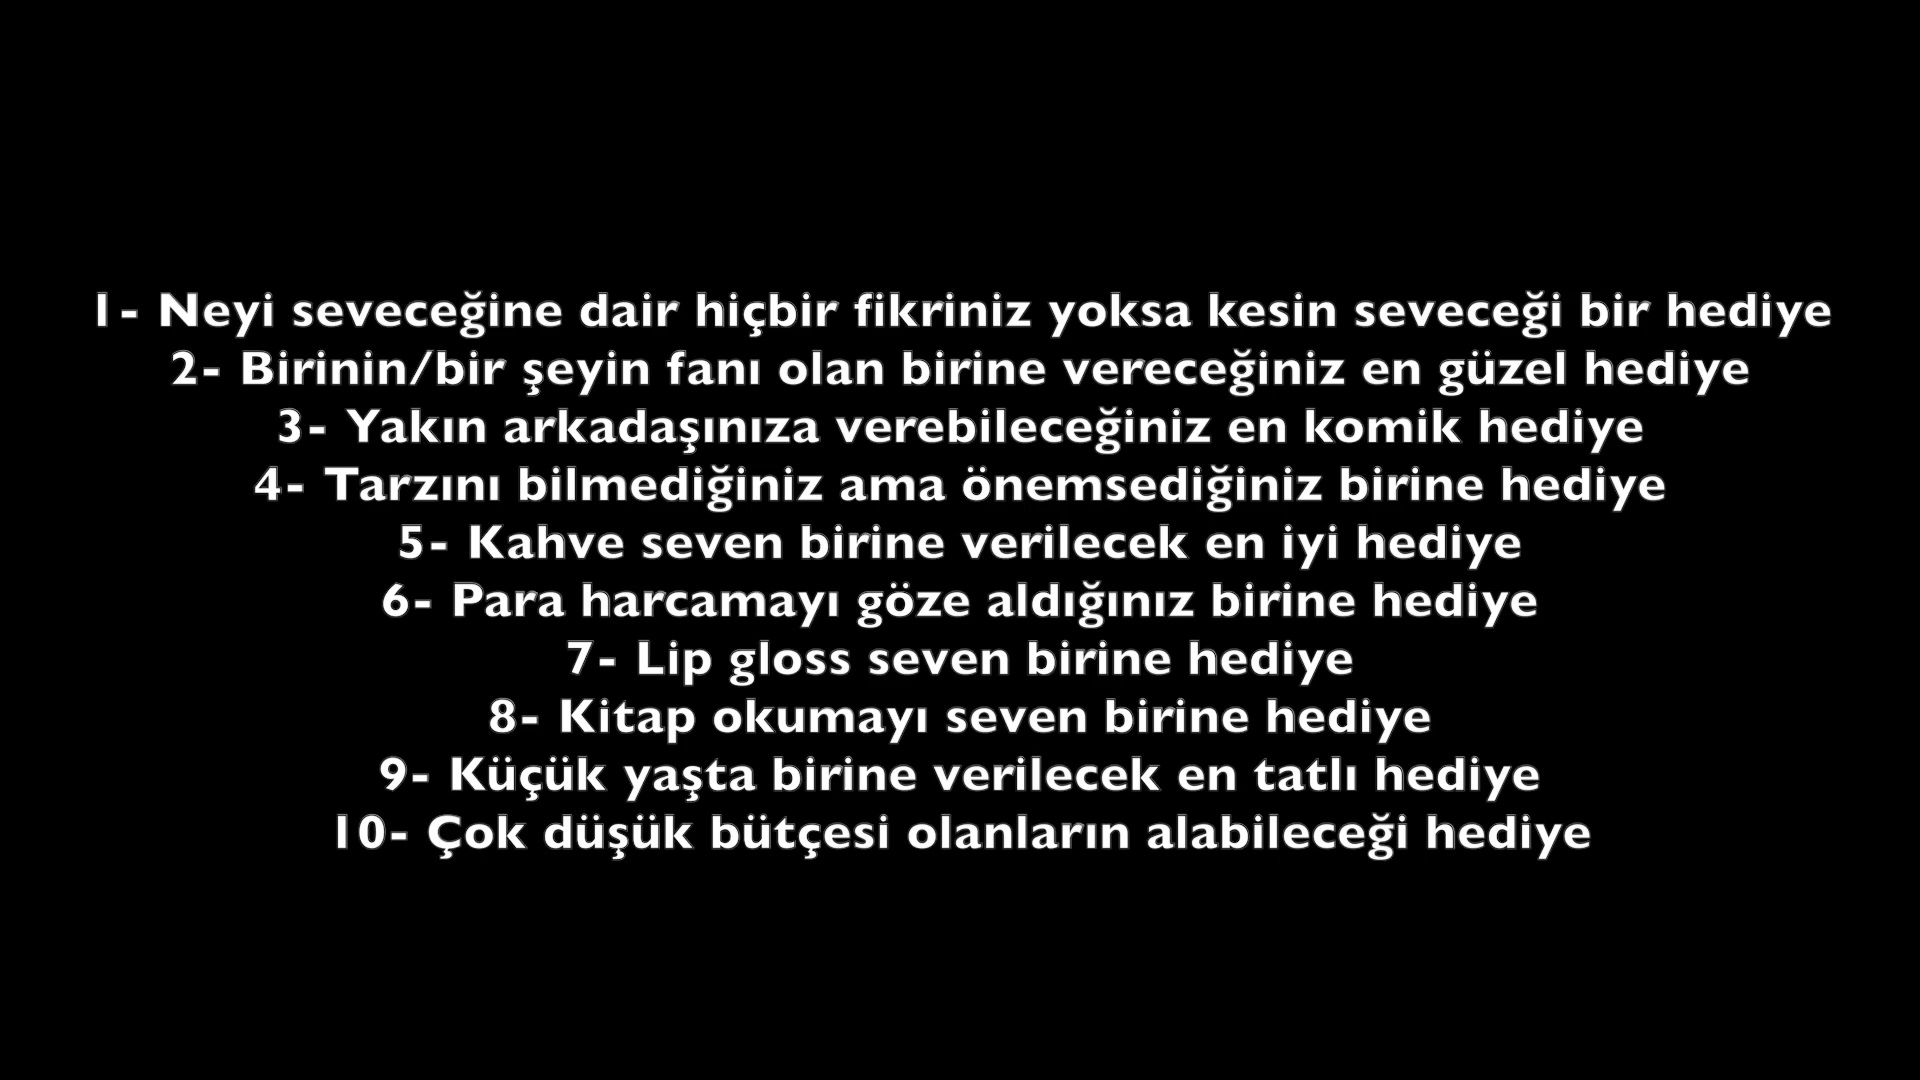 1- Neyi seveceğine dair hiçbir fikriniz yoksa kesin seveceği bir hediye
2- Birinin/bir şeyin fanı olan birine vereceğiniz en güzel hediye
3- Yakın arkadaşınıza verebileceğiniz en komik hediye
4- Tarzını bilmediğiniz ama önemsediğiniz birine hediye
5- Kahve seven birine verilecek en iyi hediye
6- Para harcamayı göze aldığınız birine hediye
7- Lip gloss seven birine hediye
8- Kitap okumayı seven birine hediye
9- Küçük yaşta birine verilecek en tatlı hediye
10- Çok düşük bütçesi olanların alabileceği hediye